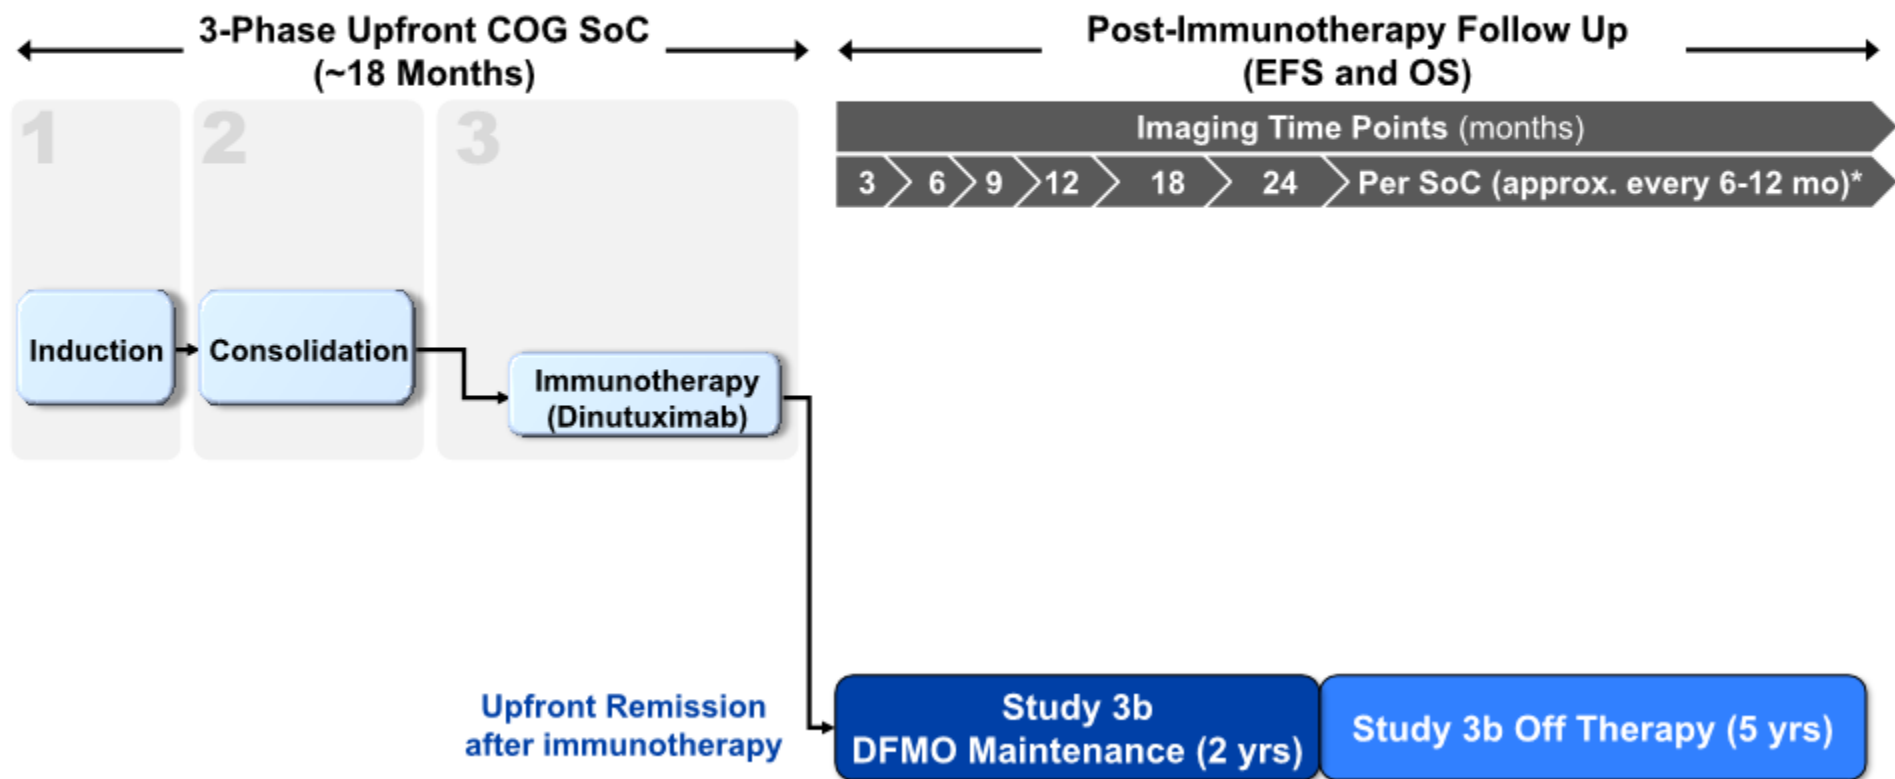 3-Phase Upfront COG SoC
(~18 Months)
Post-Immunotherapy Follow Up
(EFS and OS)
1
2
3
Imaging Time Points (months)
3 6 9 12 18 24 Per SoC (approx. every 6-12 mo)*
Induction
Consolidation
Immunotherapy
(Dinutuximab)
Upfront Remission
after immunotherapy
Study 3b
DFMO Maintenance (2 yrs)
Study 3b Off Therapy (5 yrs)